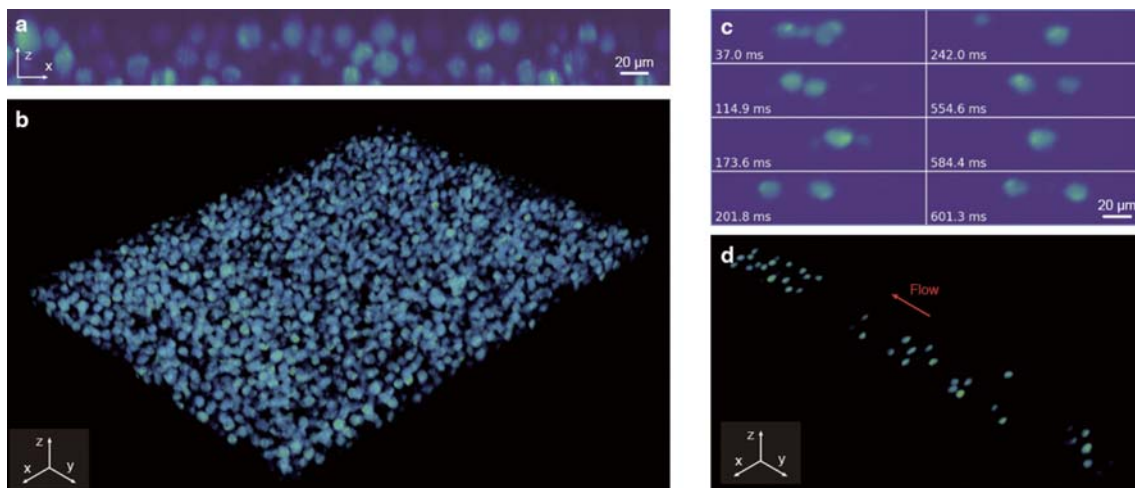 a
z
x
20 µm
b
z
x
y
c
37.0 ms
242.0 ms
114.9 ms
554.6 ms
173.6 ms
584.4 ms
201.8 ms
601.3 ms
20 µm
d
Flow
z
x
y